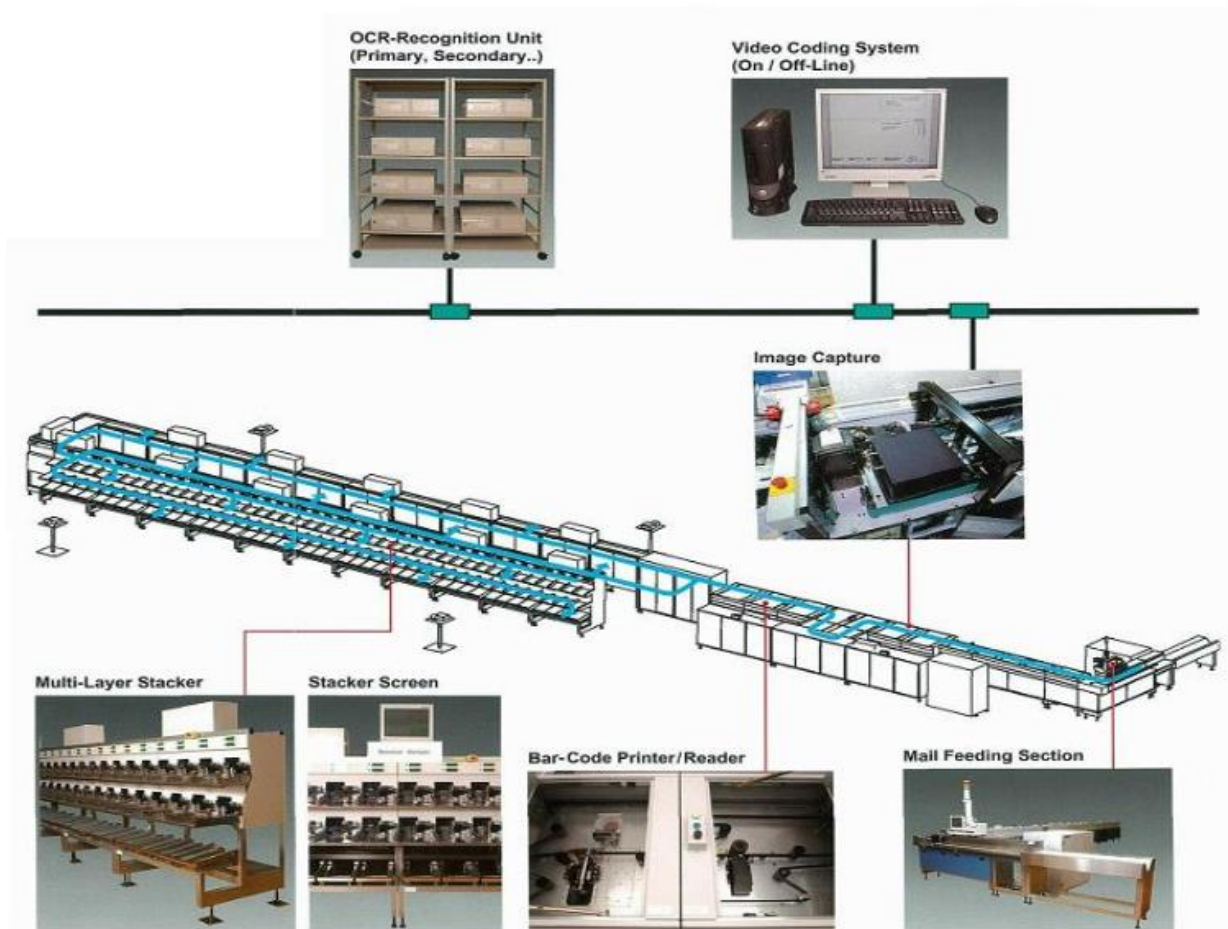 OCR-Recognition Unit
(Primary, Secondary..)
Video Coding System
(On / Off-Line)
Image Capture
Multi-Layer Stacker
Stacker Screen
Bar-Code Printer/Reader
Mail Feeding Section